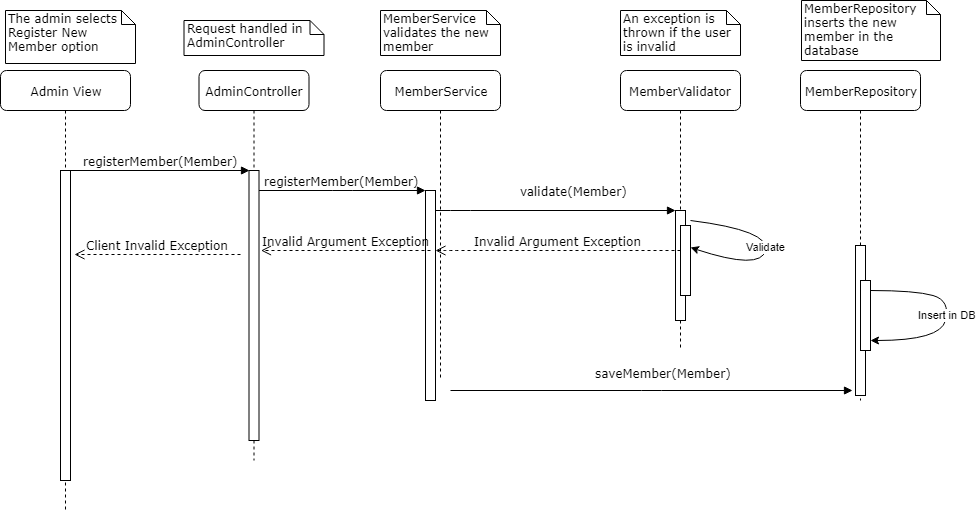 The admin selects
Register New
Member option
Request handled in
AdminController
MemberService
validates the new
member
An exception is
thrown if the user
is invalid
MemberRepository
inserts the new
member in the
database
Admin View
AdminController
MemberService
MemberValidator
MemberRepository
registerMember(Member)
registerMember(Member)
validate(Member)
Client Invalid Exception
Invalid Argument Exception
Invalid Argument Exception
Validate
Insert in DB
saveMember(Member)